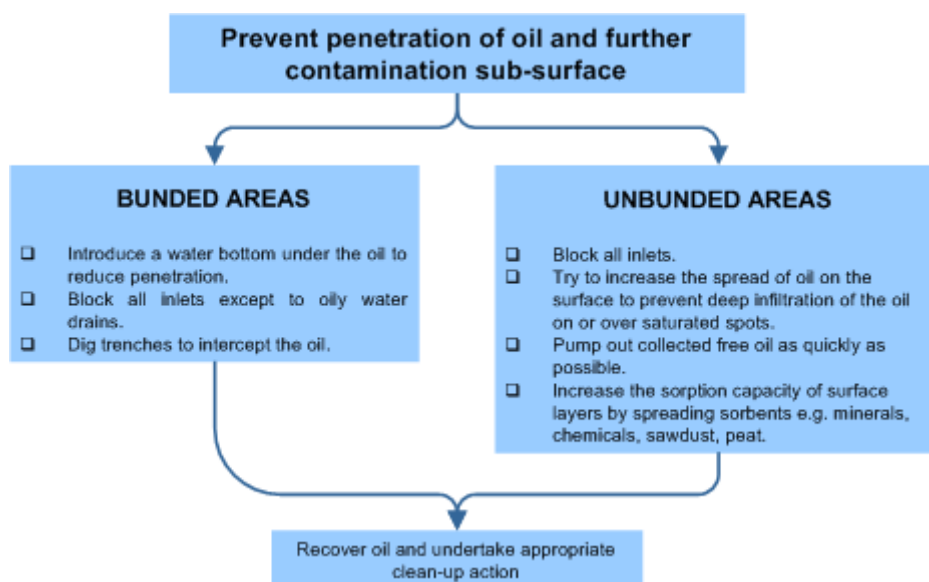 Prevent penetration of oil and further
contamination sub-surface
BUNDED AREAS
❑ Introduce a water bottom under the oil to
reduce penetration.
❑ Block all inlets except to oily water
drains.
❑ Dig trenches to intercept the oil.
UNBUNDED AREAS
❑ Block all inlets.
❑ Try to increase the spread of oil on the
surface to prevent deep infiltration of the oil
on or over saturated spots.
❑ Pump out collected free oil as quickly as
possible.
❑ Increase the sorption capacity of surface
layers by spreading sorbents e.g. minerals,
chemicals, sawdust, peat.
Recover oil and undertake appropriate
clean-up action